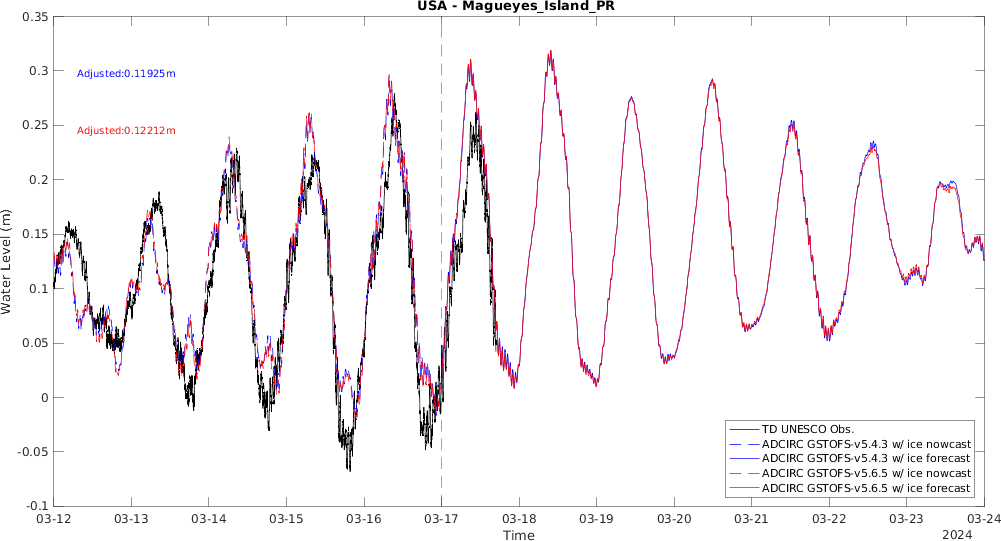 USA - Magueyes_Island_PR
0.35
0.3
0.25
0.2
0.15
0.1
0.05
0
-0.05
-0.1
Water Level (m)
Adjusted:0.11925m
Adjusted:0.12212m
TD UNESCO Obs.
ADCIRC GSTOFS-v5.4.3 w/ ice nowcast
ADCIRC GSTOFS-v5.4.3 w/ ice forecast
ADCIRC GSTOFS-v5.6.5 w/ ice nowcast
ADCIRC GSTOFS-v5.6.5 w/ ice forecast
03-12 03-13 03-14 03-15 03-16 03-17 03-18 03-19 03-20 03-21 03-22 03-23 03-24
Time
2024